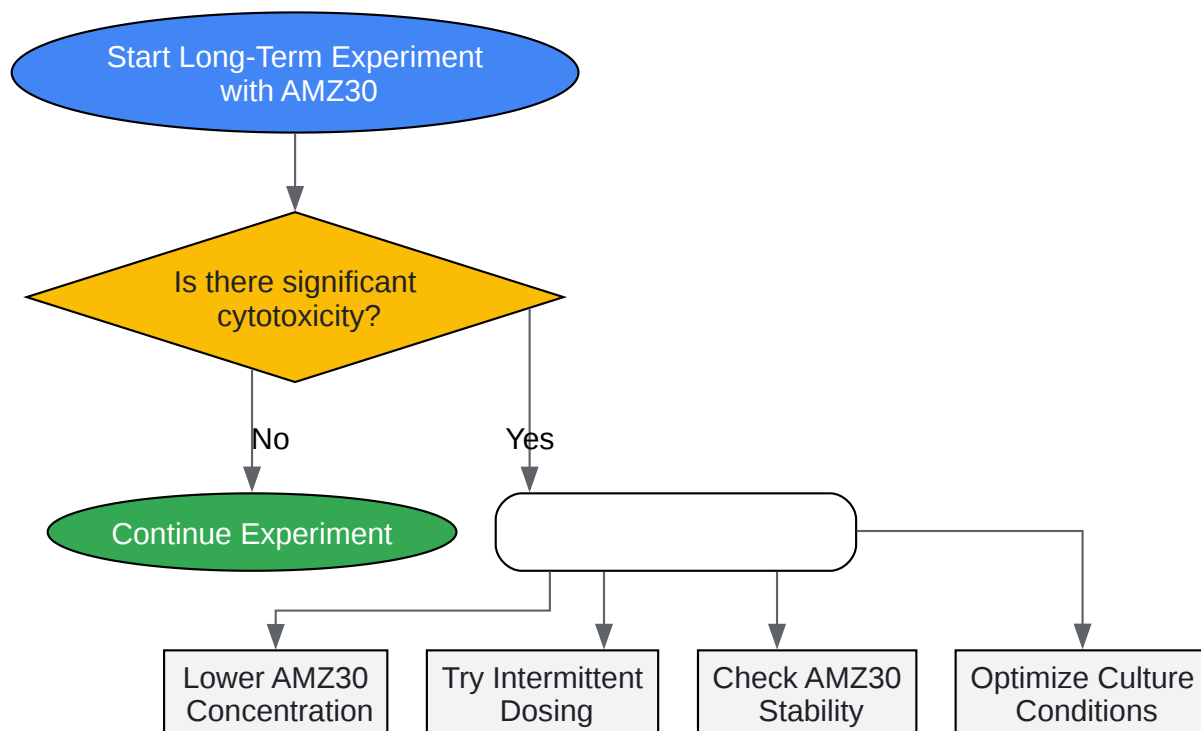 Start Long-Term Experiment
with AMZ30
Is there significant
cytotoxicity?
No
Yes
Continue Experiment
Lower AMZ30
Concentration
Try Intermittent
Dosing
Check AMZ30
Stability
Optimize Culture
Conditions